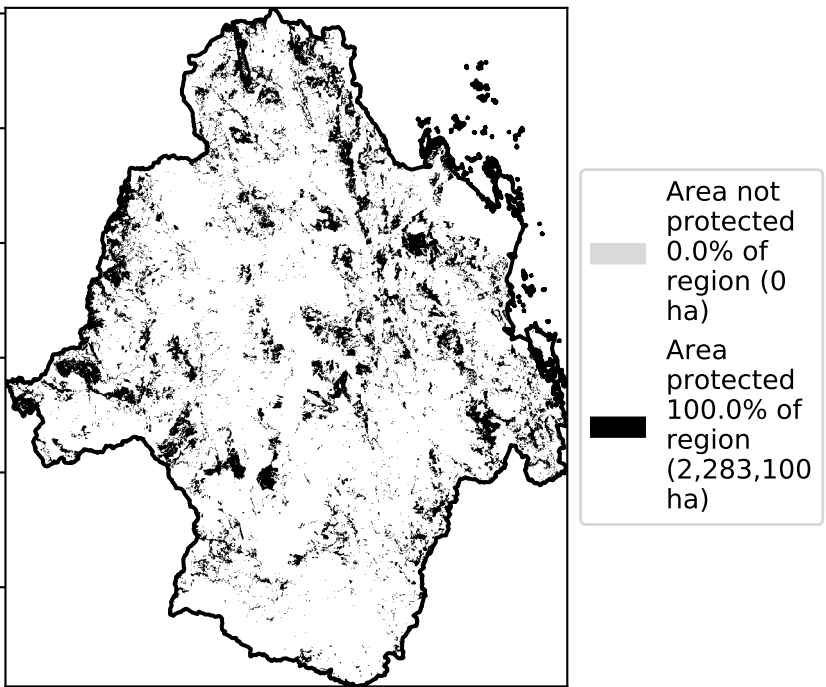 Area not
protected
0.0% of
region (0
ha)
Area
protected
100.0% of
region
(2,283,100
ha)